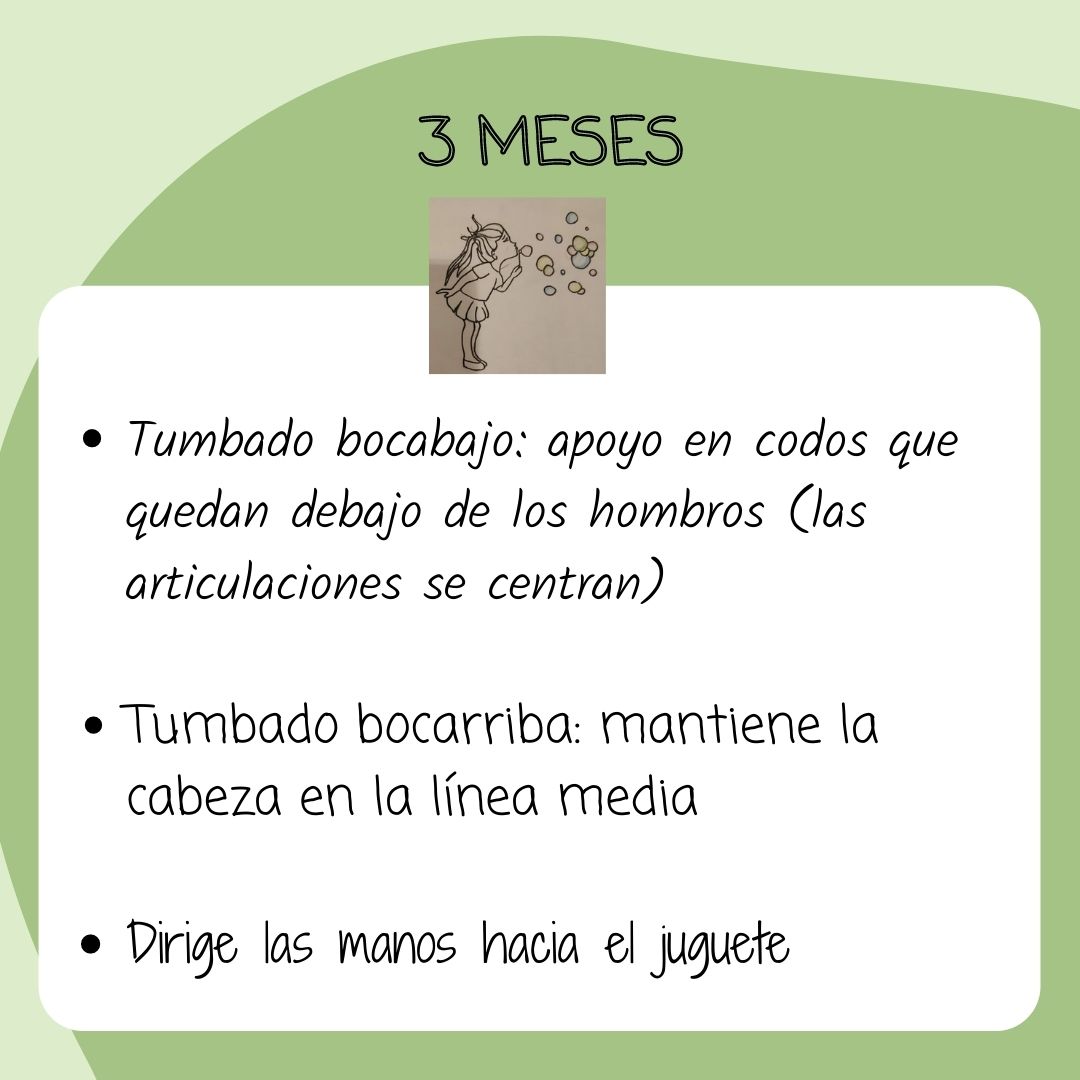 3 MESES
• Tumbado bocabajo: apoyo en codos que
quedan debajo de los hombros (las
articulaciones se centran)
• Tumbado bocarriba: mantiene la
cabeza en la línea media
• Dirige las manos hacia el juguete